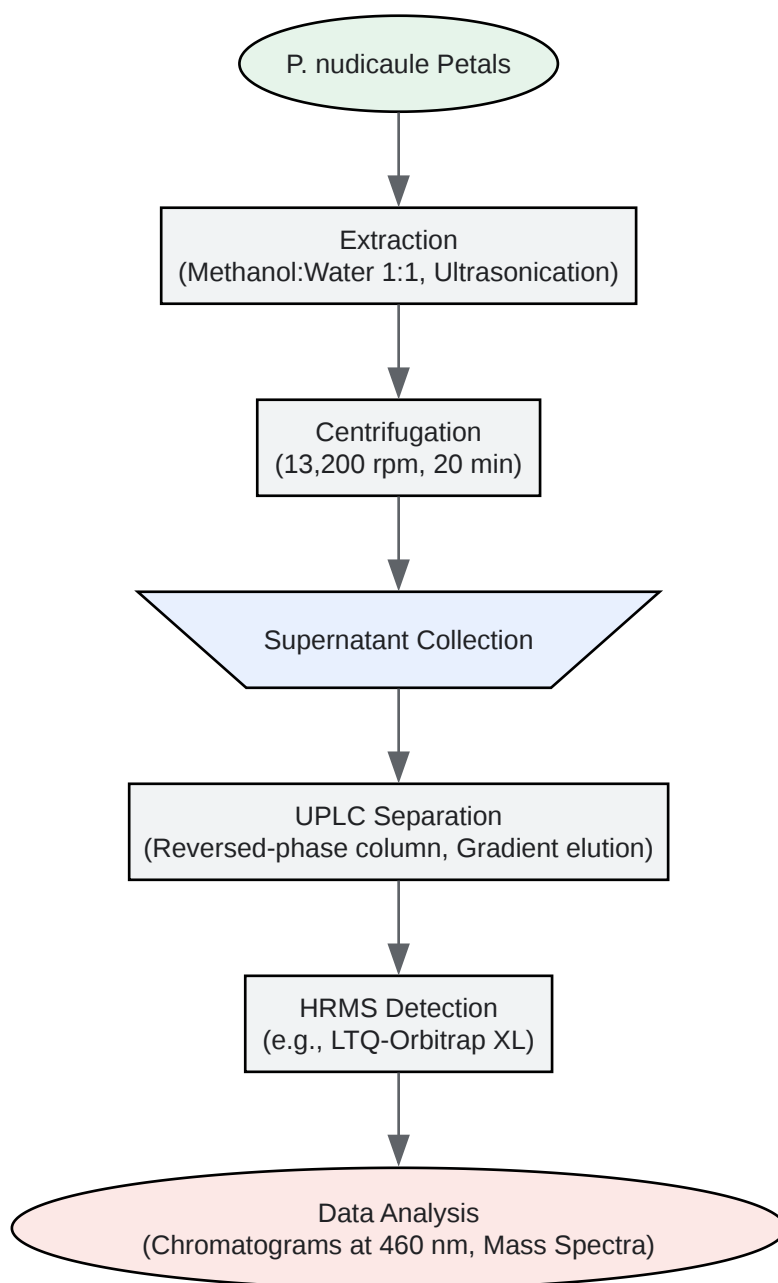 P. nudicaule Petals
Extraction
(Methanol:Water 1:1, Ultrasonication)
Centrifugation
(13,200 rpm, 20 min)
Supernatant Collection
UPLC Separation
(Reversed-phase column, Gradient elution)
HRMS Detection
(e.g., LTQ-Orbitrap XL)
Data Analysis
(Chromatograms at 460 nm, Mass Spectra)